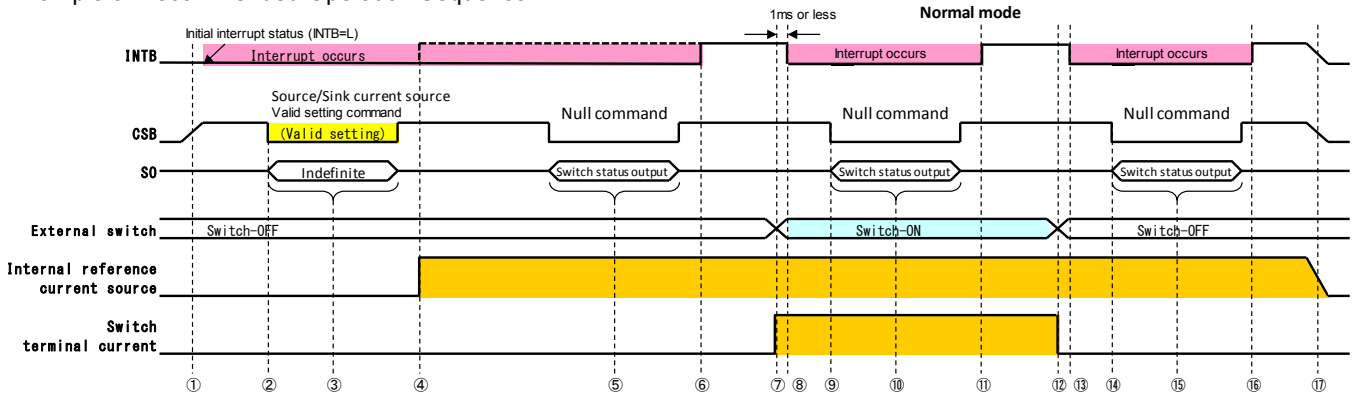 1ms or less
Normal mode
Initial interrupt status (INTB=L)
INTB
Interrupt occurs
Interrupt occurs
Interrupt occurs
Source/Sink current source
Valid setting command
Null command
Null command
Null command
CSB
(Valid setting)
SO
Indefinite
Switch status output
Switch status output
Switch status output
External switch
Switch-OFF
Switch-ON
Switch-OFF
Internal reference
current source
Switch
terminal current
① ② ③ ④ ⑤ ⑥ ⑦ ⑧ ⑨ ⑩ ⑪ ⑫ ⑬ ⑭ ⑮ ⑯ ⑰